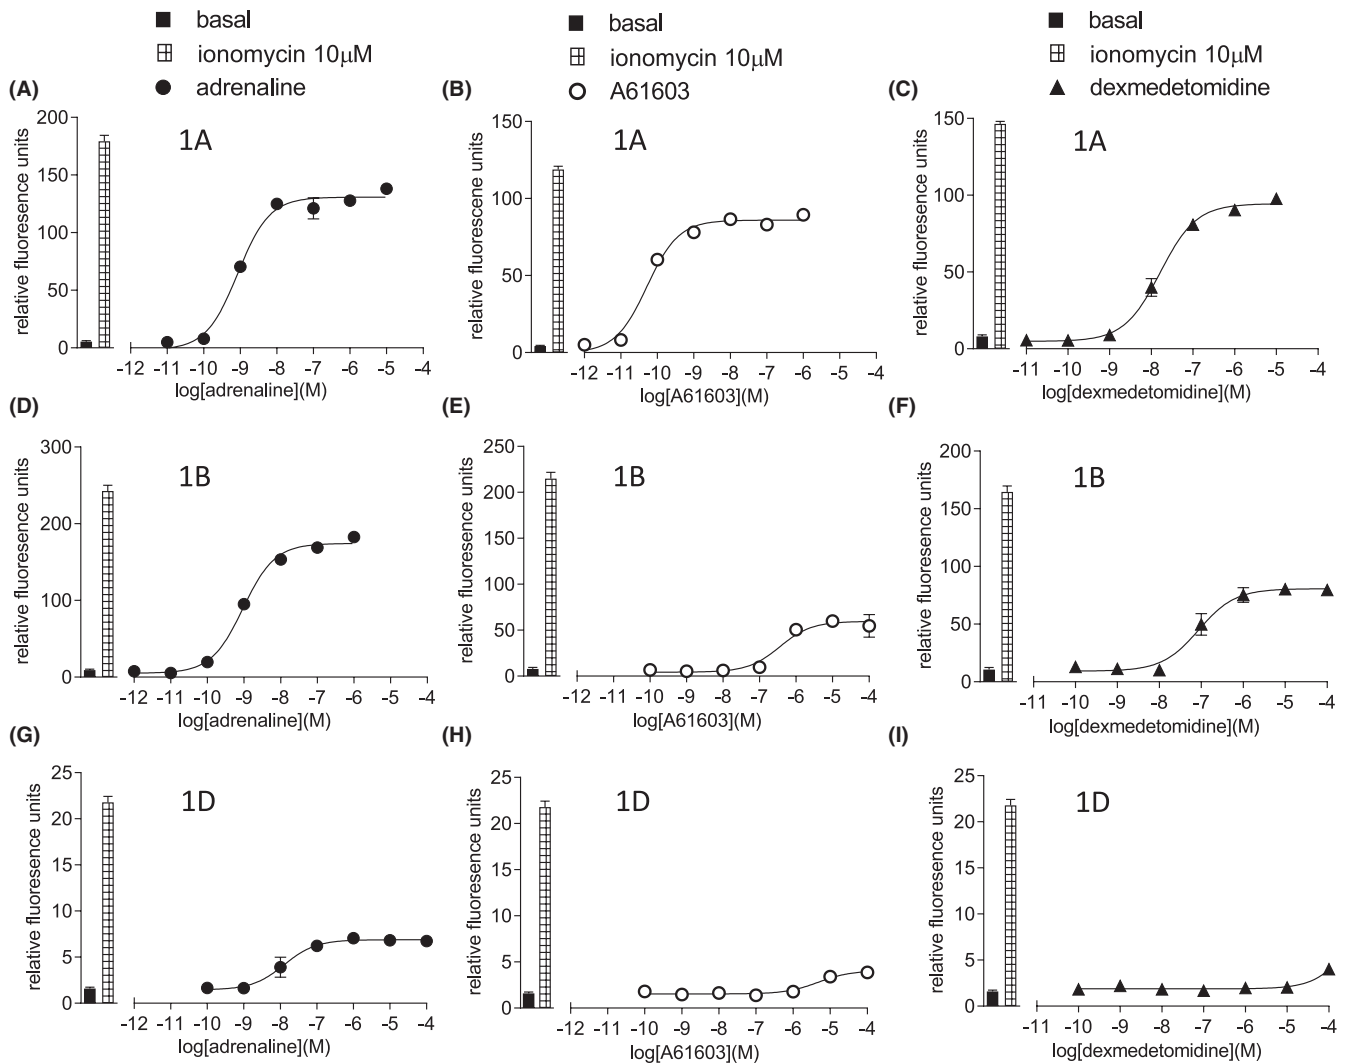 basal
ionomycin 10μM
adrenaline
basal
ionomycin 10μM
A61603
basal
ionomycin 10μM
dexmedetomidine
(A)
1A
relative fluoresence units
200
150
100
50
0
-12 -11 -10 -9 -8 -7 -6 -5 -4
log[adrenaline](M)
(B)
1A
relative fluorescene units
150
100
50
0
-12 -11 -10 -9 -8 -7 -6 -5 -4
log[A61603](M)
(C)
1A
relative fluoresence units
150
100
50
0
-11 -10 -9 -8 -7 -6 -5 -4
log[dexmedetomidine](M)
(D)
1B
relative fluoresence units
300
200
100
0
-12 -11 -10 -9 -8 -7 -6 -5 -4
log[adrenaline](M)
(E)
1B
relative fluoresence units
250
200
150
100
50
0
-12 -11 -10 -9 -8 -7 -6 -5 -4
log[A61603](M)
(F)
1B
relative fluoresence units
200
150
100
50
0
-11 -10 -9 -8 -7 -6 -5 -4
log[dexmedetomidine](M)
(G)
1D
relative fluoresence units
25
20
15
10
5
0
-12 -11 -10 -9 -8 -7 -6 -5 -4
log[adrenaline](M)
(H)
1D
relative fluoresence units
25
20
15
10
5
0
-12 -11 -10 -9 -8 -7 -6 -5 -4
log[A61603](M)
(I)
1D
relative fluoresence units
25
20
15
10
5
0
-11 -10 -9 -8 -7 -6 -5 -4
log[dexmedetomidine](M)